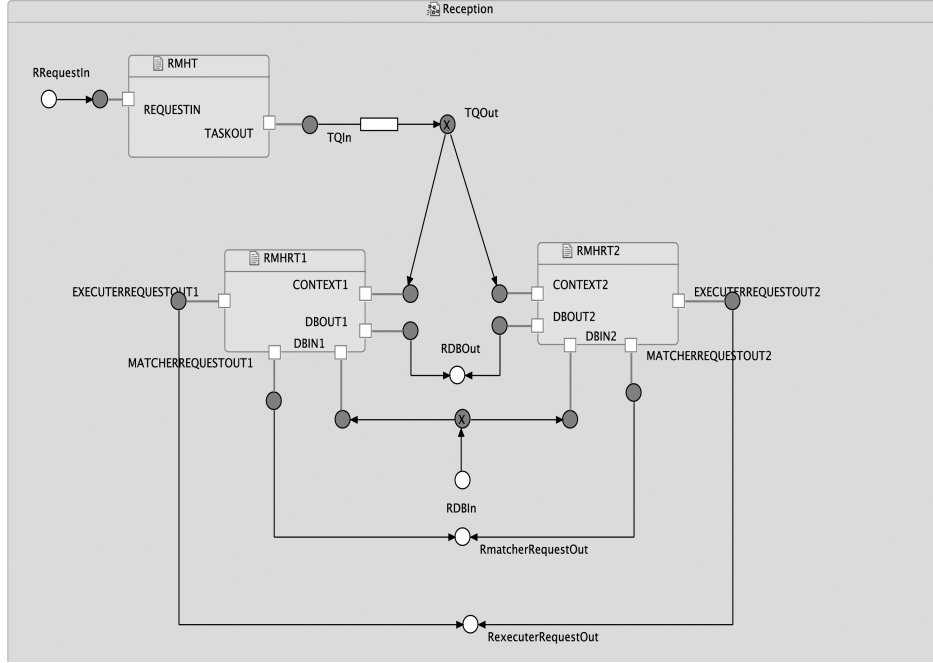 Reception
RMHT
RRequestIn
REQUESTIN
TASKOUT
TQIn
X
TQOut
RMHRT1
RMHRT2
CONTEXT1
CONTEXT2
EXECUTERREQUESTOUT1
EXECUTERREQUESTOUT2
DBOUT1
DBOUT2
DBIN1
DBIN2
RDBOut
MATCHERREQUESTOUT1
MATCHERREQUESTOUT2
X
RDBIn
RmatcherRequestOut
RexecuterRequestOut